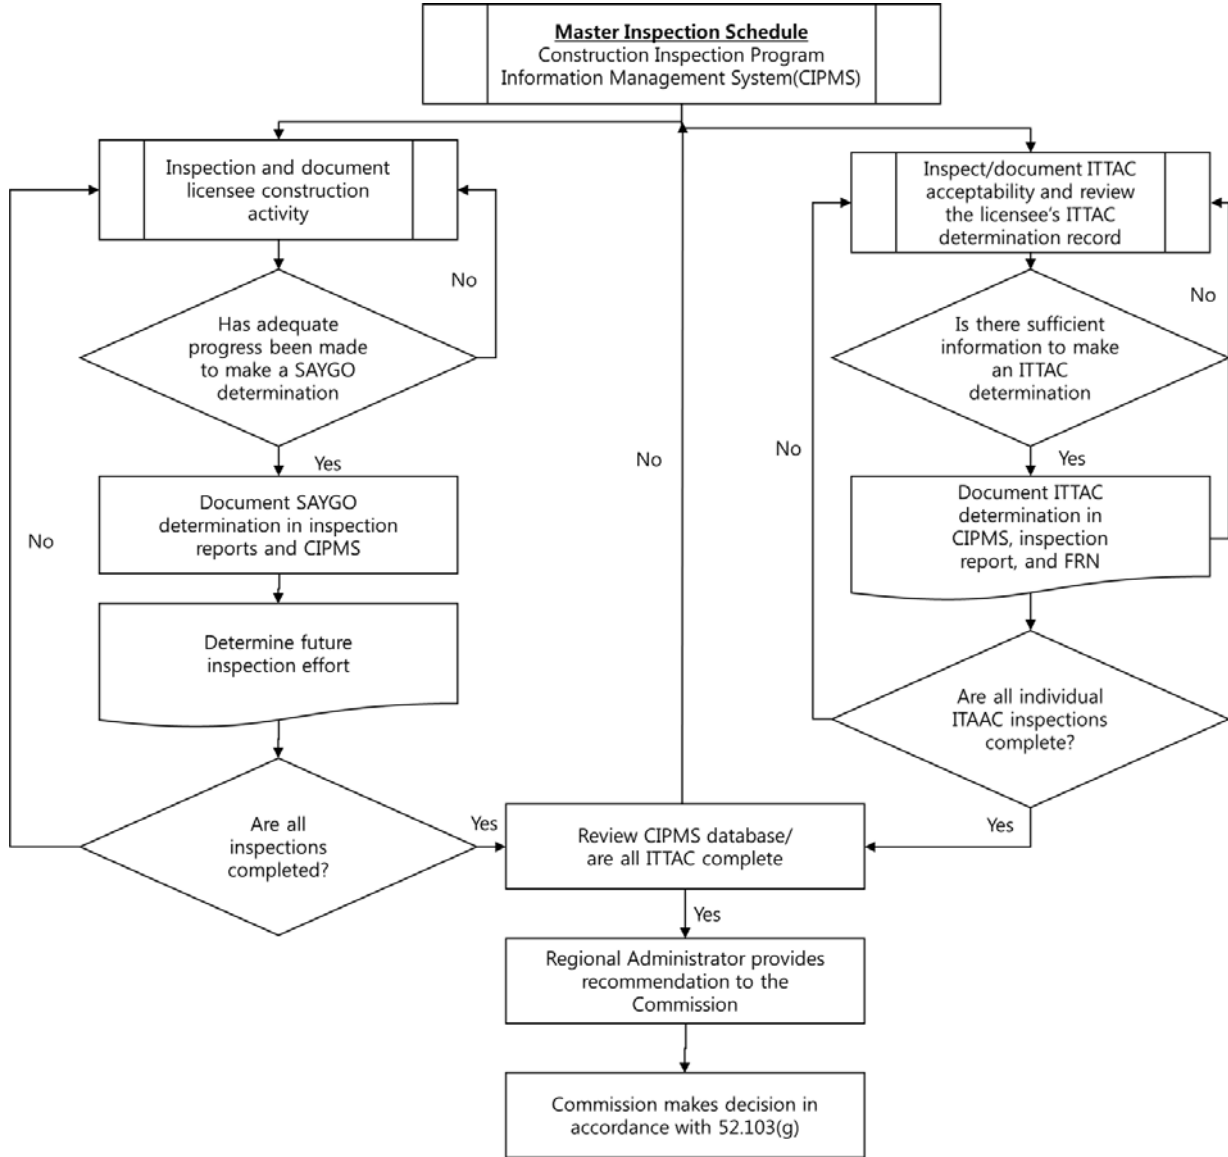 Master Inspection Schedule
Construction Inspection Program
Information Management System(CIPMS)
Inspection and document
licensee construction
activity
No
Has adequate
progress been made
to make a SAYGO
determination
Yes
Document SAYGO
determination in inspection
reports and CIPMS
No
Determine future
inspection effort
Are all
inspections
completed?
Yes
Inspect/document ITTAC
acceptability and review
the licensee's ITTAC
determination record
No
Is there sufficient
information to make
an ITTAC
determination
No
Yes
Document ITTAC
determination in
CIPMS, inspection
report, and FRN
Are all individual
ITAAC inspections
complete?
Yes
No
Review CIPMS database/
are all ITTAC complete
Yes
Regional Administrator provides
recommendation to the
Commission
Commission makes decision in
accordance with 52.103(g)